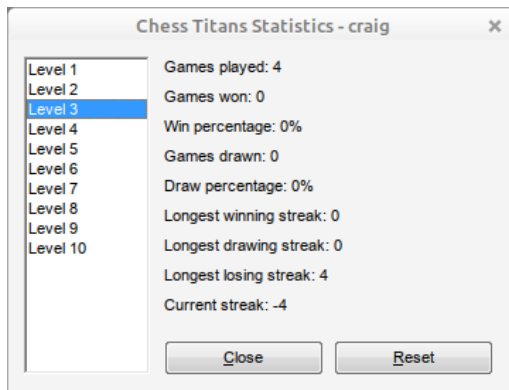 Chess Titans Statistics - craig
Level 1
Level 2
Level 3
Level 4
Level 5
Level 6
Level 7
Level 8
Level 9
Level 10
Games played: 4
Games won: 0
Win percentage: 0%
Games drawn: 0
Draw percentage: 0%
Longest winning streak: 0
Longest drawing streak: 0
Longest losing streak: 4
Current streak: -4
Close
Reset